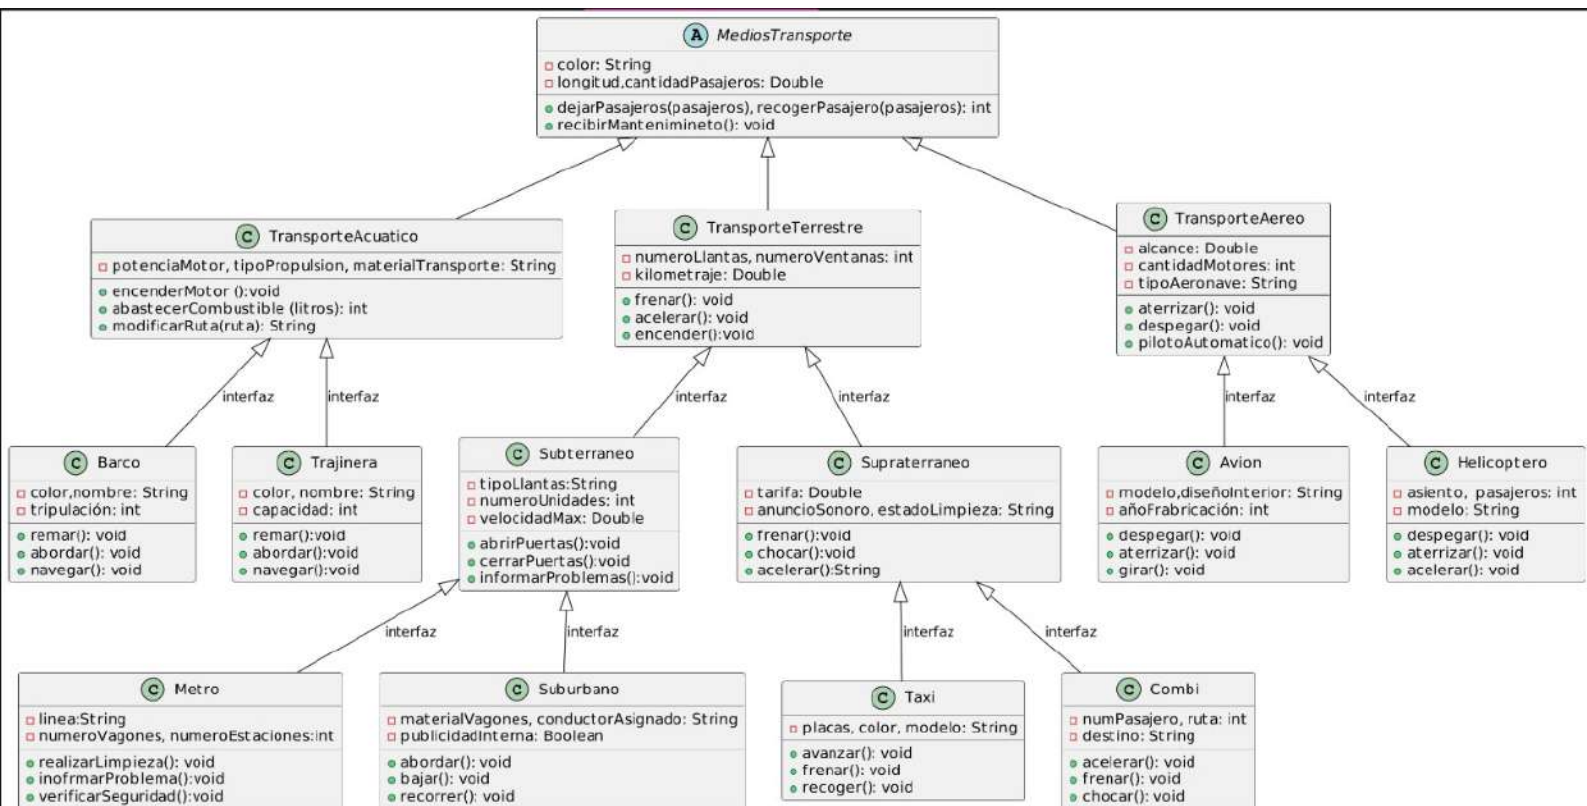 A MediosTransporte
color: String
longitud,cantidadPasajeros: Double
dejarPasajeros(pasajeros), recogerPasajero(pasajeros): int
recibirMantenimineto(): void
C TransporteAcuatico
potenciaMotor, tipoPropulsion, materialTransporte: String
encenderMotor ():void
abastecerCombustible (litros): int
modificarRuta(ruta): String
C TransporteTerrestre
numeroLlantas, numeroVentanas: int
kilometraje: Double
frenar(): void
acelerar(): void
encender():void
C TransporteAereo
alcance: Double
cantidadMotores: int
tipoAeronave: String
aterrizar(): void
despegar(): void
pilotoAutomatico(): void
interfaz
interfaz
interfaz
interfaz
interfaz
interfaz
C Barco
color,nombre: String
tripulación: int
remar(): void
abordar(): void
navegar(): void
C Trajinera
color, nombre: String
capacidad: int
remar():void
abordar():void
navegar():void
C Subterraneo
tipoLlantas:String
numeroUnidades: int
velocidadMax: Double
abrirPuertas():void
cerrarPuertas():void
informarProblemas():void
C Supraterraneo
tarifa: Double
anuncioSonoro, estadoLimpieza: String
frenar():void
chocar():void
acelerar():String
C Avion
modelo,diseñoInterior: String
añoFrabricación: int
despegar(): void
aterrizar(): void
girar(): void
C Helicoptero
asiento, pasajeros: int
modelo: String
despegar(): void
aterrizar(): void
acelerar(): void
interfaz
interfaz
interfaz
interfaz
C Metro
linea:String
numeroVagones, numeroEstaciones:int
realizarLimpieza(): void
inofrmarProblema():void
verificarSeguridad():void
C Suburbano
materialVagones, conductorAsignado: String
publicidadInterna: Boolean
abordar(): void
bajar(): void
recorrer(): void
C Taxi
placas, color, modelo: String
avanzar(): void
frenar(): void
recoger(): void
C Combi
numPasajero, ruta: int
destino: String
acelerar(): void
frenar(): void
chocar(): void